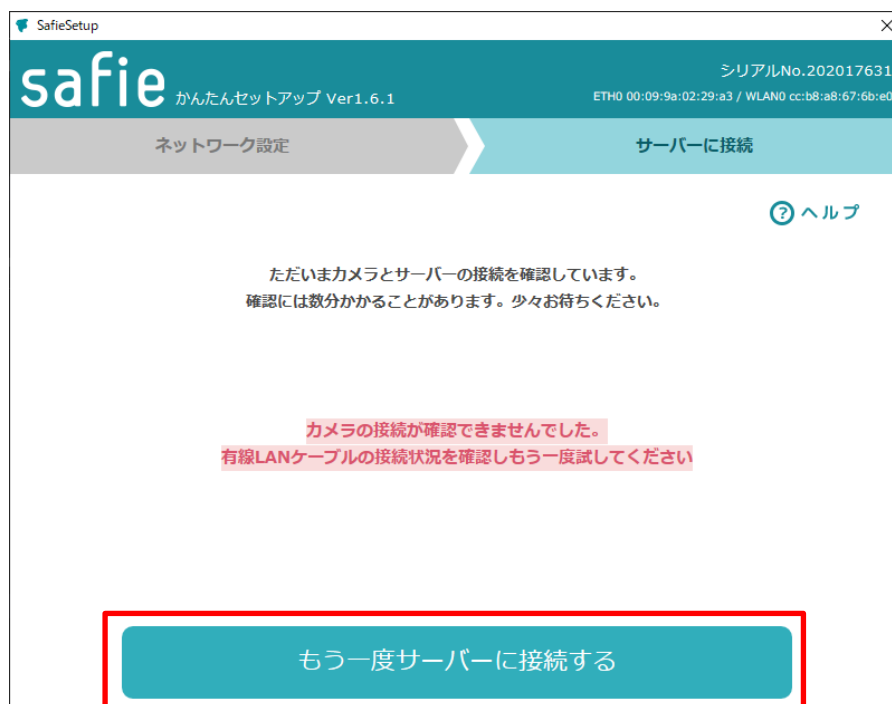 SafieSetup
safie かんたんセットアップ Ver1.6.1
シリアルNo.202017631
ETH0 00:09:9a:02:29:a3 / WLAN0 cc:b8:a8:67:6b:e0
ネットワーク設定
サーバーに接続
? ヘルプ
ただいまカメラとサーバーの接続を確認しています。
確認には数分かかることがあります。少々お待ちください。
カメラの接続が確認できませんでした。
有線LANケーブルの接続状況を確認しもう一度試してください
もう一度サーバーに接続する